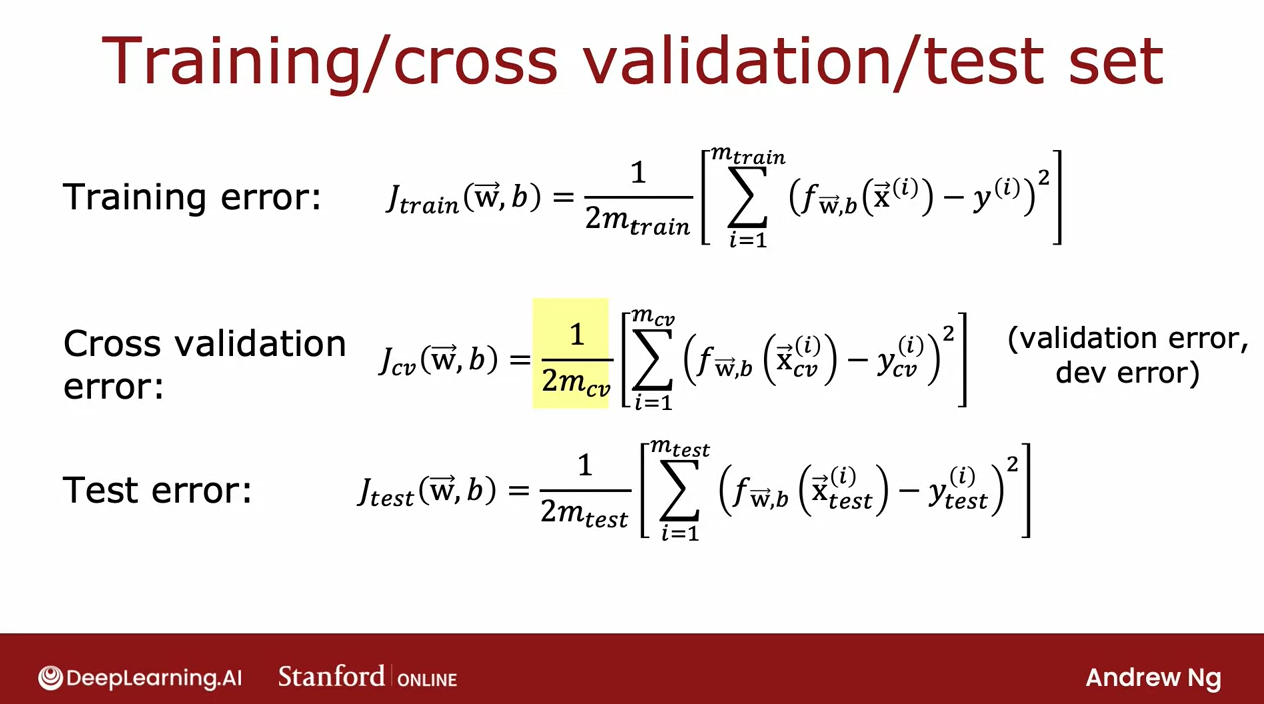 Training/cross validation/test set
Training error: $J_{train}(\vec{w}, b) = \frac{1}{2m_{train}} \left[ \sum_{i=1}^{m_{train}} \left( f_{\vec{w},b}(\vec{x}^{(i)}) - y^{(i)} \right)^2 \right]$
Cross validation error: $J_{cv}(\vec{w}, b) = \frac{1}{2m_{cv}} \left[ \sum_{i=1}^{m_{cv}} \left( f_{\vec{w},b}\left(\vec{x}_{cv}^{(i)}\right) - y_{cv}^{(i)} \right)^2 \right]$ (validation error, dev error)
Test error: $J_{test}(\vec{w}, b) = \frac{1}{2m_{test}} \left[ \sum_{i=1}^{m_{test}} \left( f_{\vec{w},b}\left(\vec{x}_{test}^{(i)}\right) - y_{test}^{(i)} \right)^2 \right]$
DeepLearning.AI Stanford ONLINE Andrew Ng